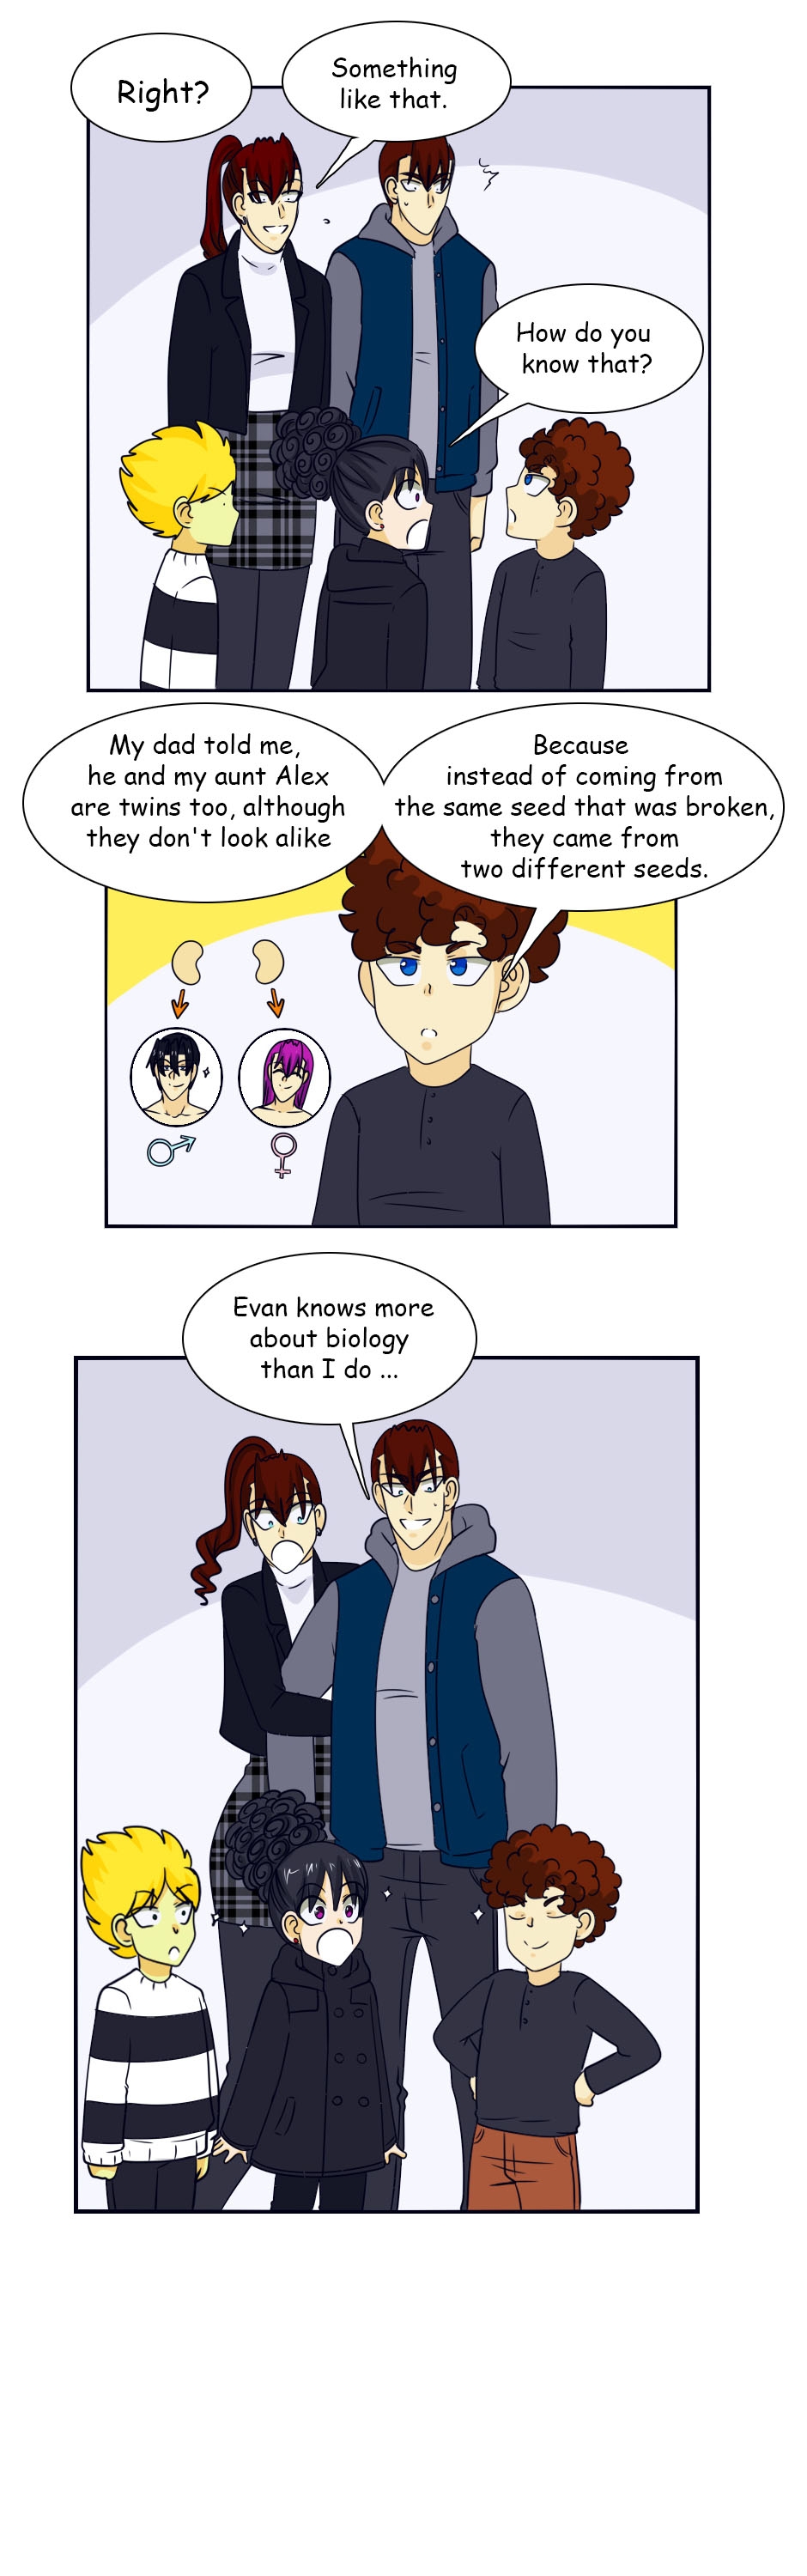 Right?
Something
like that.
How do you
know that?
My dad told me,
he and my aunt Alex
are twins too, although
they don't look alike
Because
instead of coming from
the same seed that was broken,
they came from
two different seeds.
Evan knows more
about biology
than I do ...